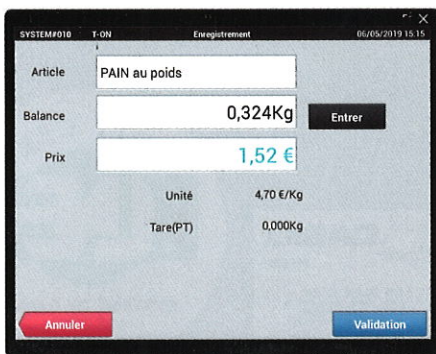 SYSTEM#010 T-ON Enregistrement 06/05/2019 15:15
Article PAIN au poids
Balance 0,324Kg Entrer
Prix 1,52 €
Unité 4,70 €/Kg
Tare(PT) 0,000Kg
Annuler Validation